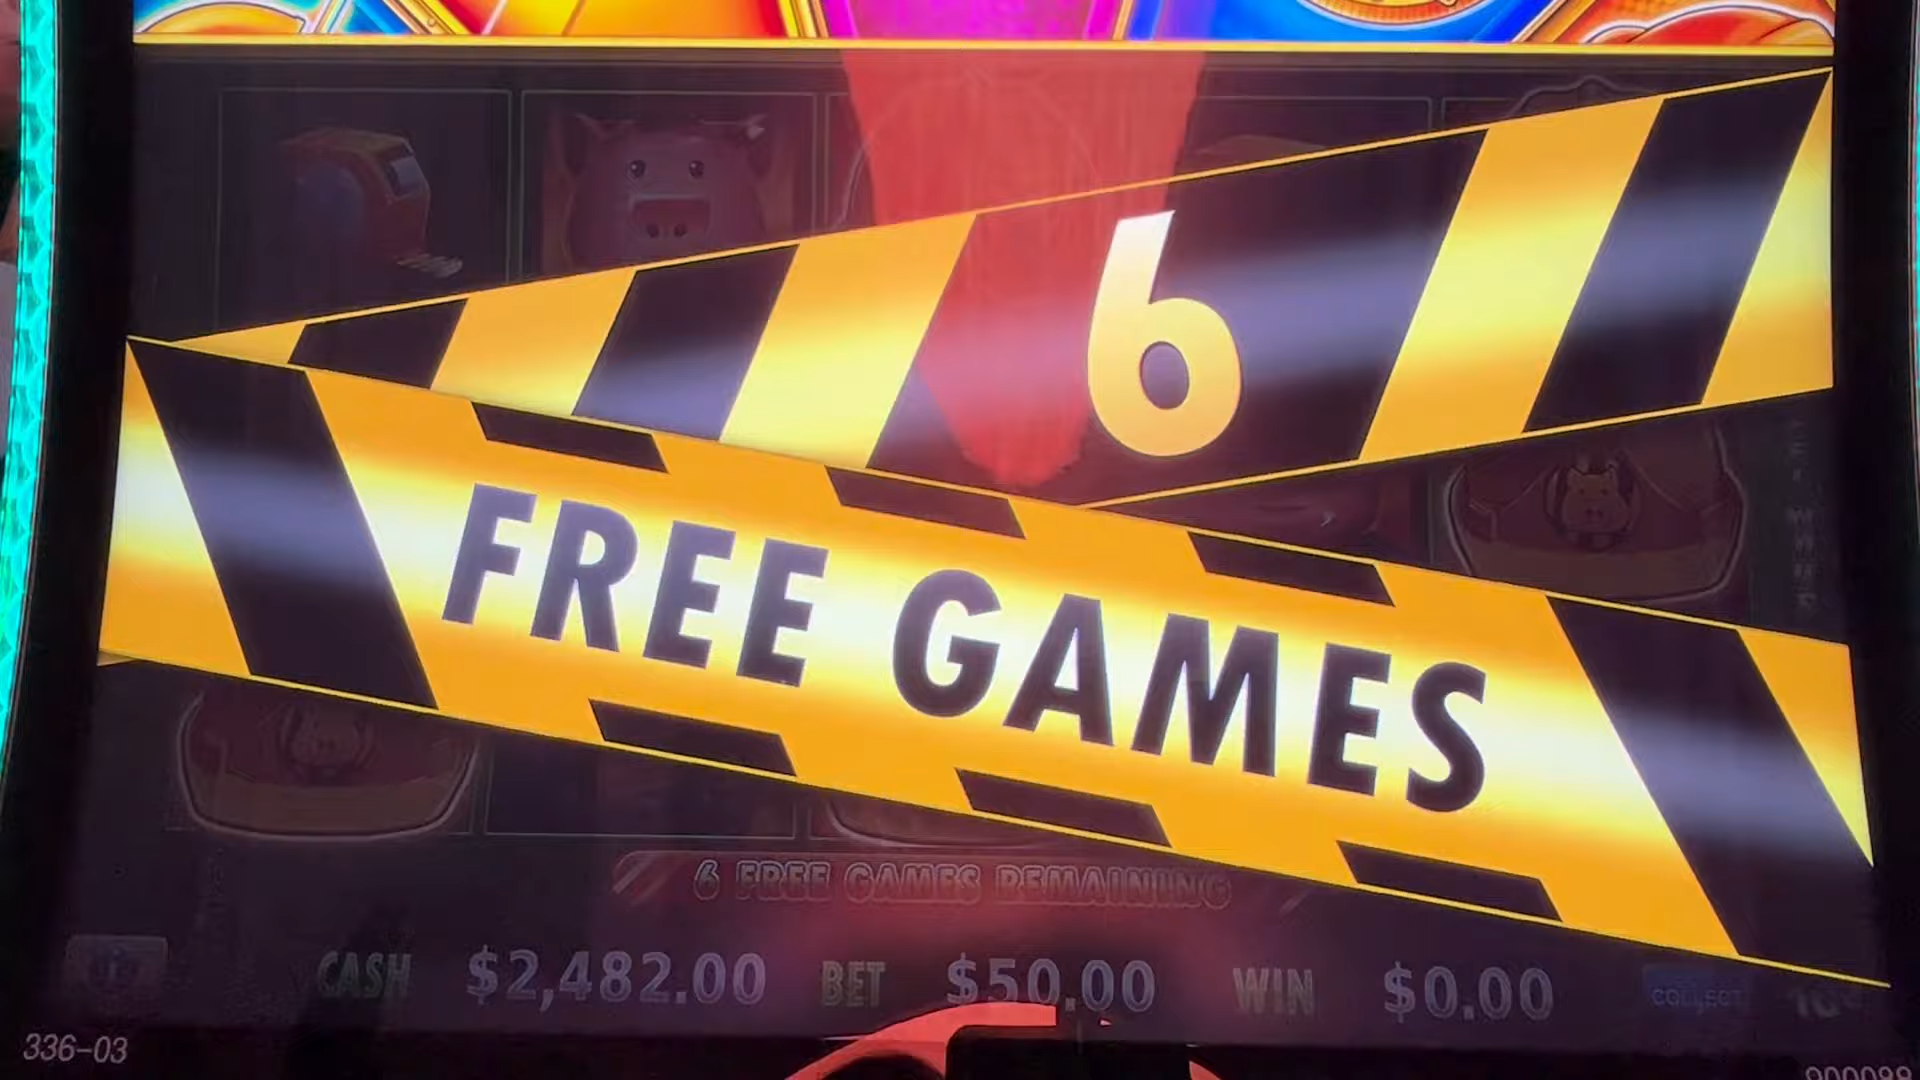 6
FREE GAMES
6 FREE GAMES REMAINING
CASH $2,482.00 BET $50.00 WIN $0.00 COLLECT 10¢
336-03